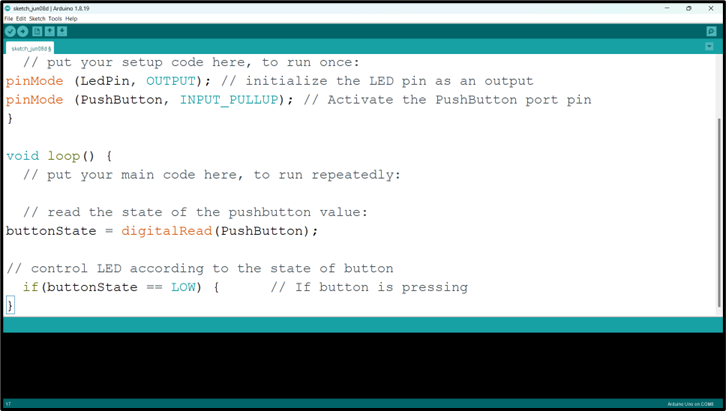 sketch_jun08d | Arduino 1.8.19
File Edit Sketch Tools Help
sketch_jun08d §
// put your setup code here, to run once:
pinMode (LedPin, OUTPUT); // initialize the LED pin as an output
pinMode (PushButton, INPUT_PULLUP); // Activate the PushButton port pin
}
void loop() {
// put your main code here, to run repeatedly:
// read the state of the pushbutton value:
buttonState = digitalRead(PushButton);
// control LED according to the state of button
if(buttonState == LOW) { // If button is pressing
}
17
Arduino Uno on